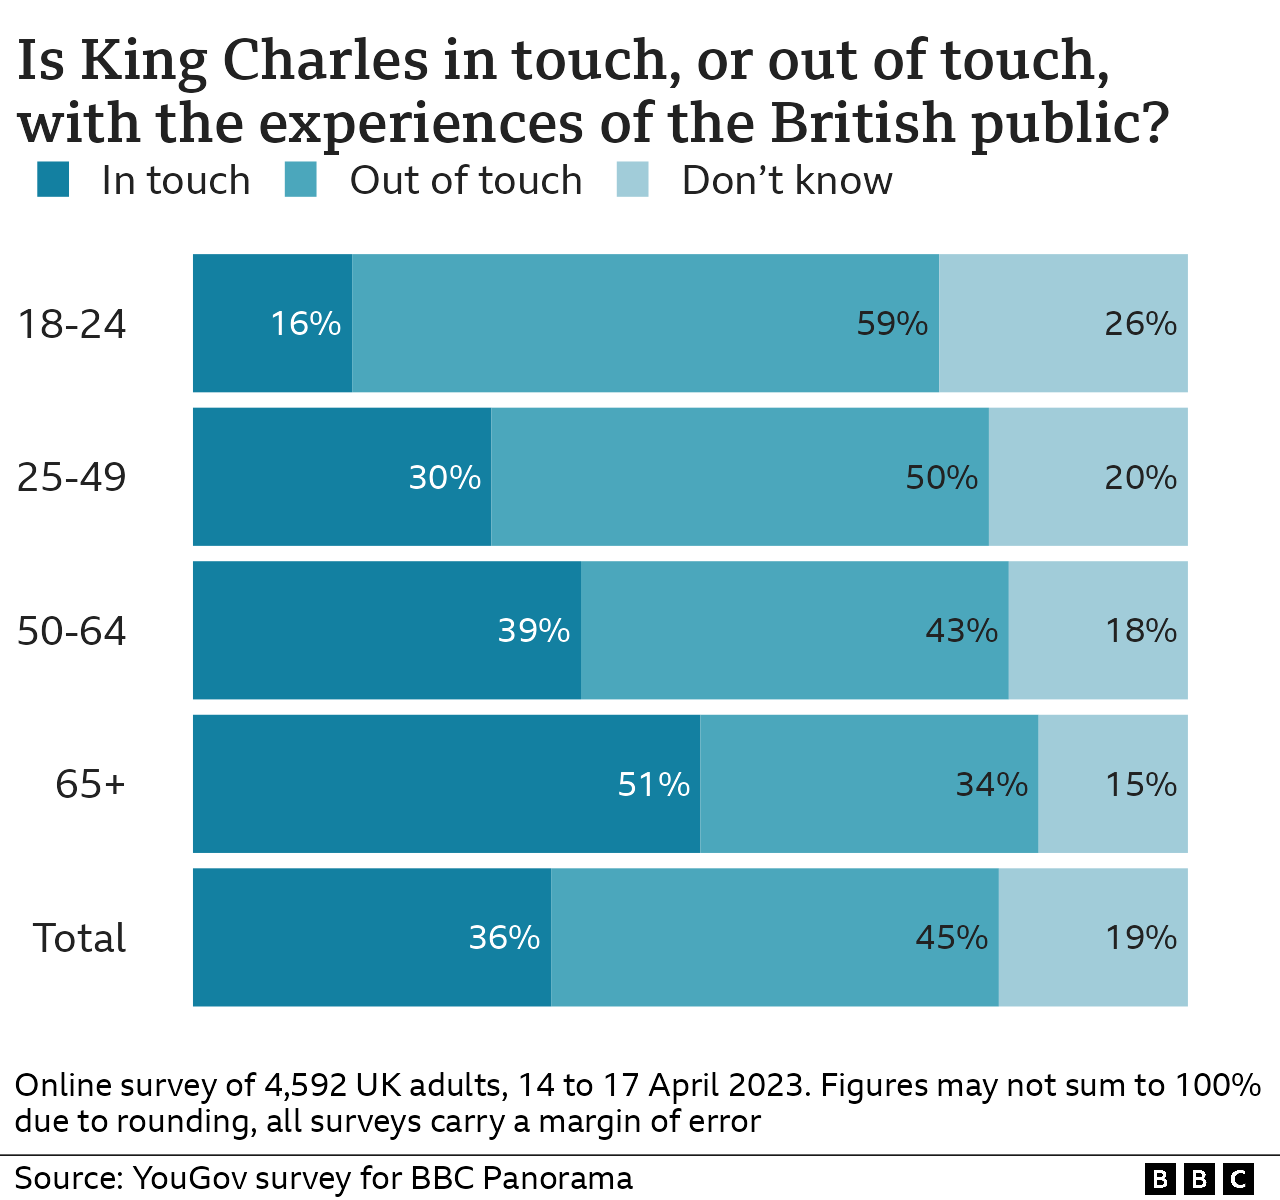 Is King Charles in touch, or out of touch,
with the experiences of the British public?
In touch Out of touch Don’t know
18-24 16% 59% 26%
25-49 30% 50% 20%
50-64 39% 43% 18%
65+ 51% 34% 15%
Total 36% 45% 19%
Online survey of 4,592 UK adults, 14 to 17 April 2023. Figures may not sum to 100%
due to rounding, all surveys carry a margin of error
Source: YouGov survey for BBC Panorama BBC